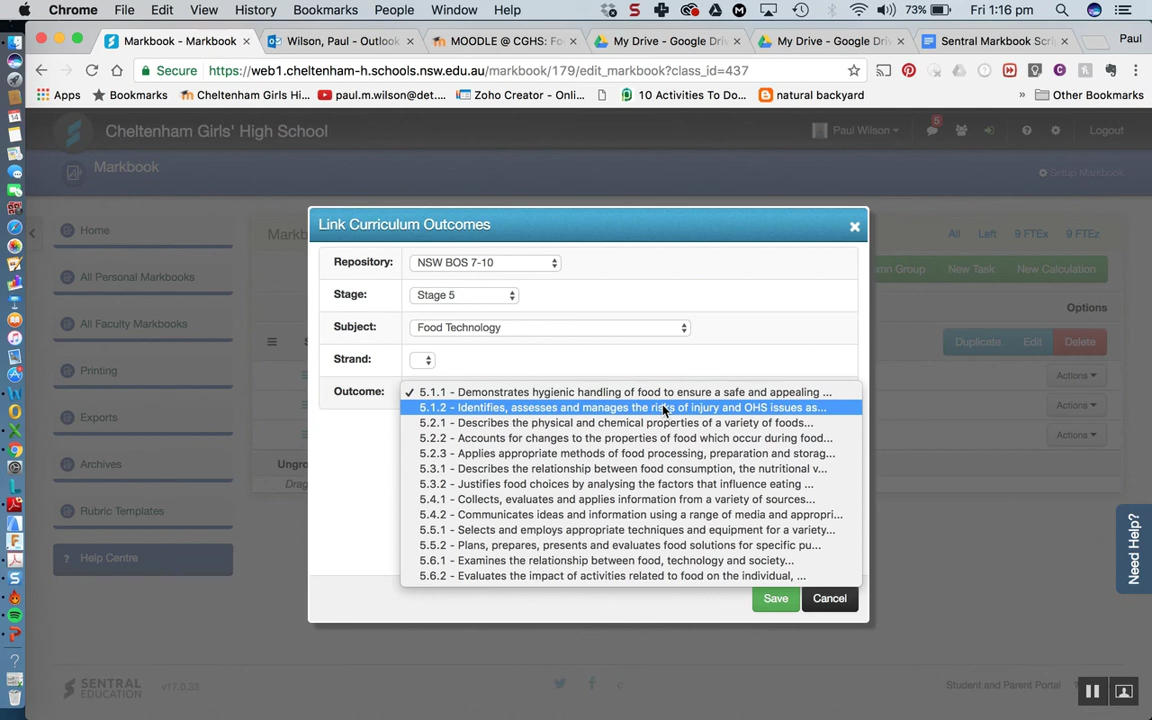 Chrome File Edit View History Bookmarks People Window Help 73% Fri 1:16 pm
Markbook - Markbook Wilson, Paul - Outlook MOODLE @ CGHS: Fo My Drive - Google Dri My Drive - Google Dri Sentral Markbook Scri Paul
Secure https://web1.cheltenham-h.schools.nsw.edu.au/markbook/179/edit_markbook?class_id=437
Apps Bookmarks Cheltenham Girls Hi... paul.m.wilson@det.... Zoho Creator - Onli... 10 Activities To Do... natural backyard » Other Bookmarks
Cheltenham Girls' High School Paul Wilson 5 Logout
Markbook Setup Markbook
Link Curriculum Outcomes
Home
All Personal Markbooks
All Faculty Markbooks
Printing
Exports
Archives
Rubric Templates
Help Centre
All Left 9 FTEx 9 FTEz
New Task New Calculation
Options
Duplicate Edit Delete
Actions
Actions
Actions
Repository: NSW BOS 7-10
Stage: Stage 5
Subject: Food Technology
Strand:
Outcome:
5.1.1 - Demonstrates hygienic handling of food to ensure a safe and appealing ...
5.1.2 - Identifies, assesses and manages the risks of injury and OHS issues as...
5.2.1 - Describes the physical and chemical properties of a variety of foods...
5.2.2 - Accounts for changes to the properties of food which occur during food...
5.2.3 - Applies appropriate methods of food processing, preparation and storag...
5.3.1 - Describes the relationship between food consumption, the nutritional v...
5.3.2 - Justifies food choices by analysing the factors that influence eating ...
5.4.1 - Collects, evaluates and applies information from a variety of sources...
5.4.2 - Communicates ideas and information using a range of media and appropri...
5.5.1 - Selects and employs appropriate techniques and equipment for a variety...
5.5.2 - Plans, prepares, presents and evaluates food solutions for specific pu...
5.6.1 - Examines the relationship between food, technology and society...
5.6.2 - Evaluates the impact of activities related to food on the individual, ...
Save Cancel
Need Help?
SENTRAL EDUCATION v17.0.33
Student and Parent Portal